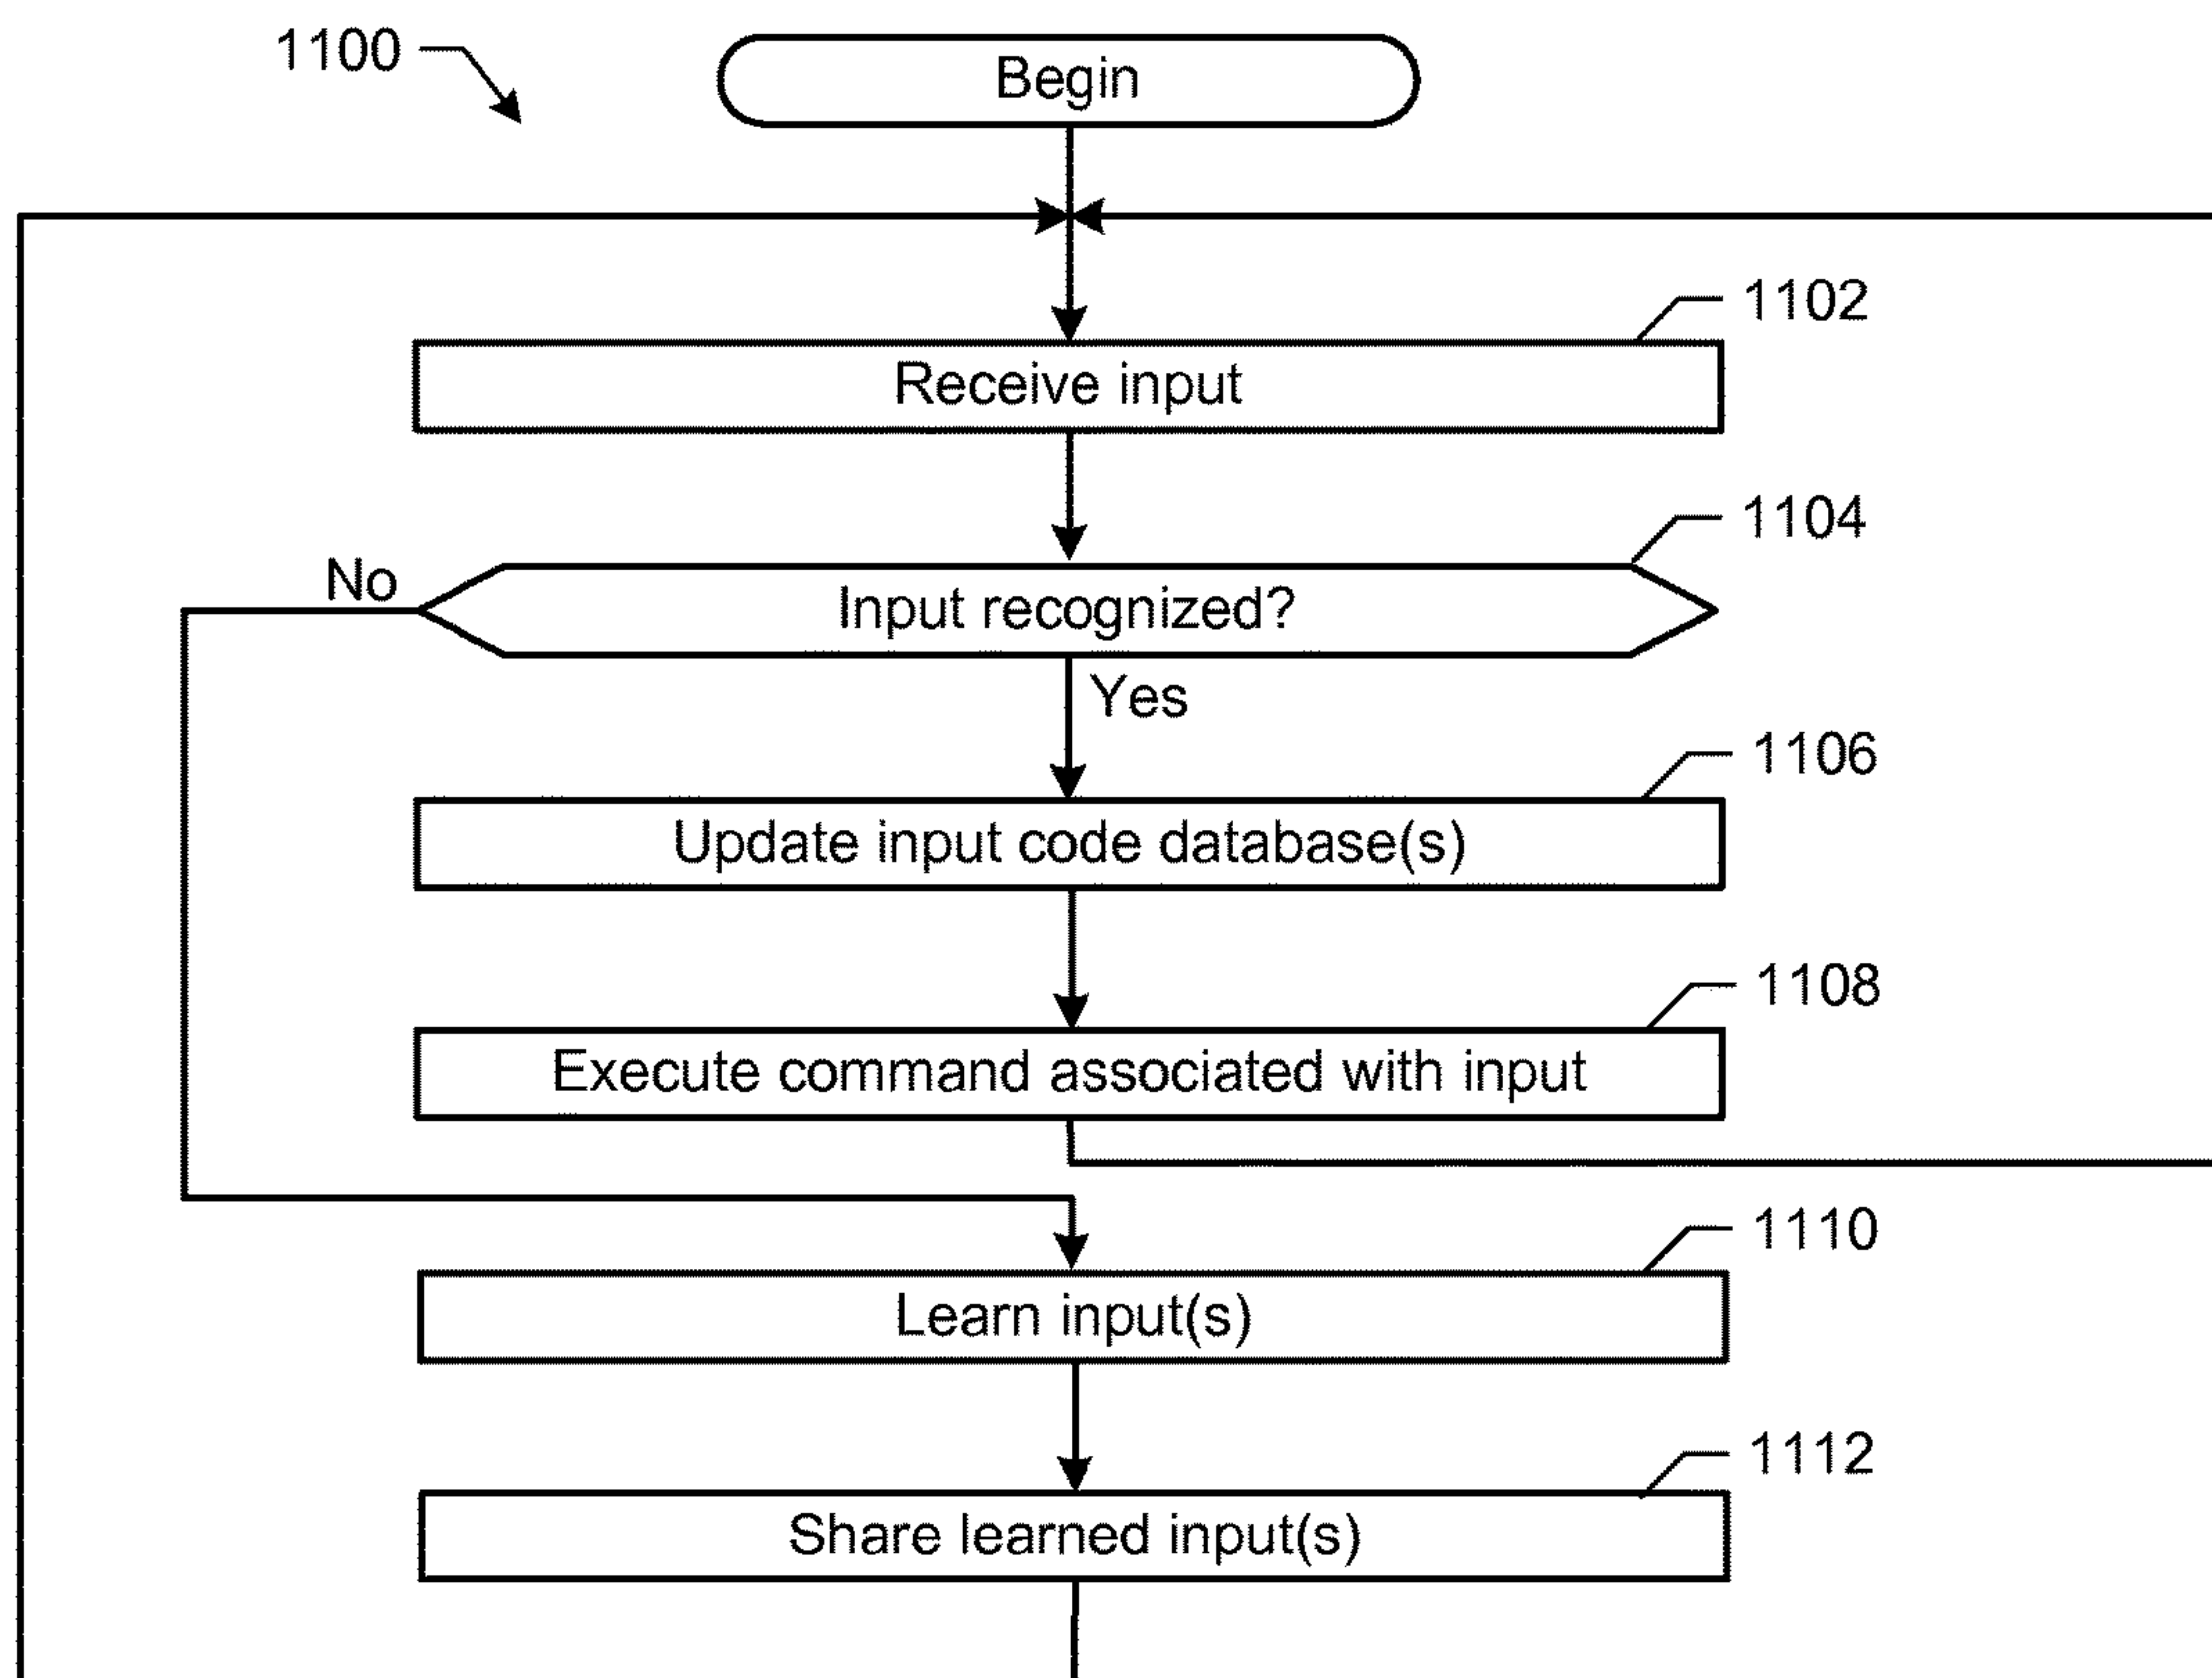 1100
Begin
1102
Receive input
1104
No
Input recognized?
Yes
1106
Update input code database(s)
1108
Execute command associated with input
1110
Learn input(s)
1112
Share learned input(s)